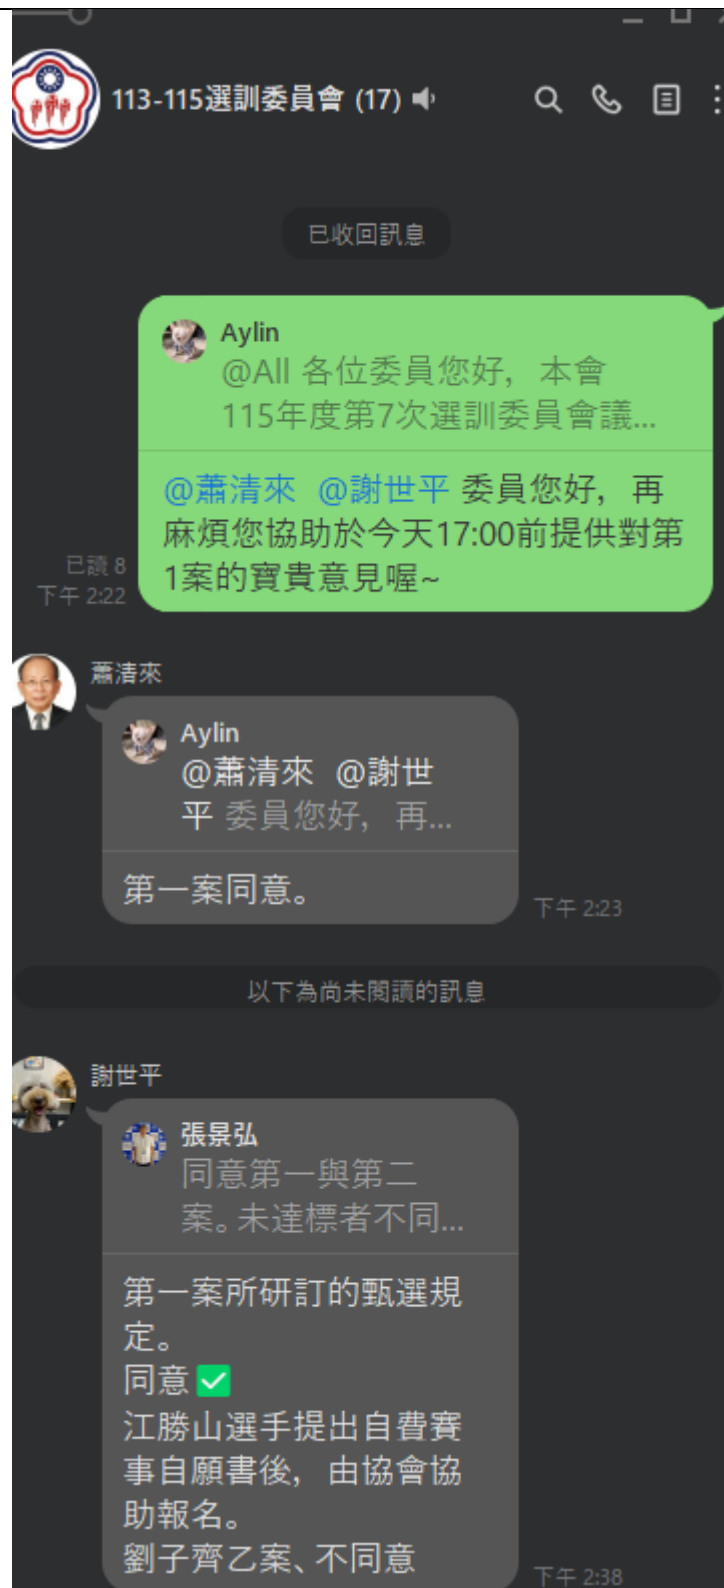 113-115選訓委員會 (17)
已收回訊息
Aylin
@All 各位委員您好，本會
115年度第7次選訓委員會議...
@蕭清來 @謝世平 委員您好，再
麻煩您協助於今天17:00前提供對第
1案的寶貴意見喔~
已讀 8
下午 2:22
蕭清來
Aylin
@蕭清來 @謝世
平 委員您好，再...
第一案同意。
下午 2:23
以下為尚未閱讀的訊息
謝世平
張景弘
同意第一與第二
案。未達標者不同...
第一案所研訂的甄選規
定。
同意✅
江勝山選手提出自費賽
事自願書後，由協會協
助報名。
劉子齊乙案、不同意
下午 2:38